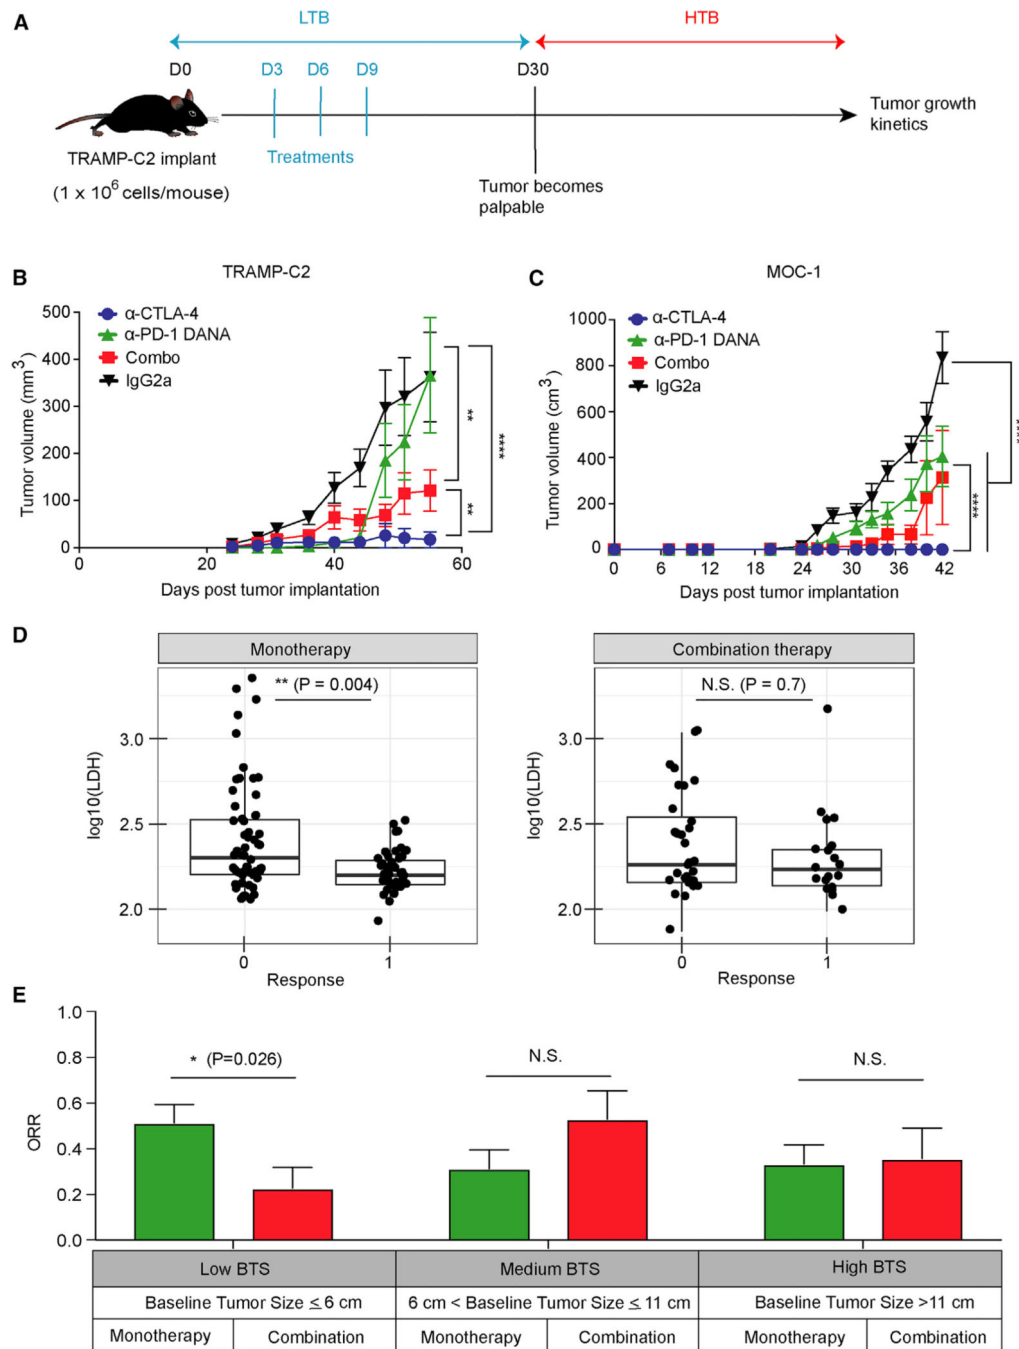 A
LTB
HTB
D0
D3
D6
D9
D30
Tumor growth
kinetics
TRAMP-C2 implant
(1 x 10^6 cells/mouse)
Treatments
Tumor becomes
palpable
B
TRAMP-C2
α-CTLA-4
α-PD-1 DANA
Combo
IgG2a
Tumor volume (mm^3)
500
400
300
200
100
0
**
****
**
0
20
40
60
Days post tumor implantation
C
MOC-1
α-CTLA-4
α-PD-1 DANA
Combo
IgG2a
Tumor volume (cm^3)
1000
800
600
400
200
0
****
****
0
6
12
18
24
30
36
42
Days post tumor implantation
D
Monotherapy
** (P = 0.004)
log10(LDH)
3.0
2.5
2.0
0
1
Response
Combination therapy
N.S. (P = 0.7)
log10(LDH)
3.0
2.5
2.0
0
1
Response
E
ORR
1.0
0.8
0.6
0.4
0.2
0.0
* (P=0.026)
N.S.
N.S.
Low BTS
Medium BTS
High BTS
Baseline Tumor Size ≤ 6 cm
6 cm < Baseline Tumor Size ≤ 11 cm
Baseline Tumor Size >11 cm
Monotherapy
Combination
Monotherapy
Combination
Monotherapy
Combination